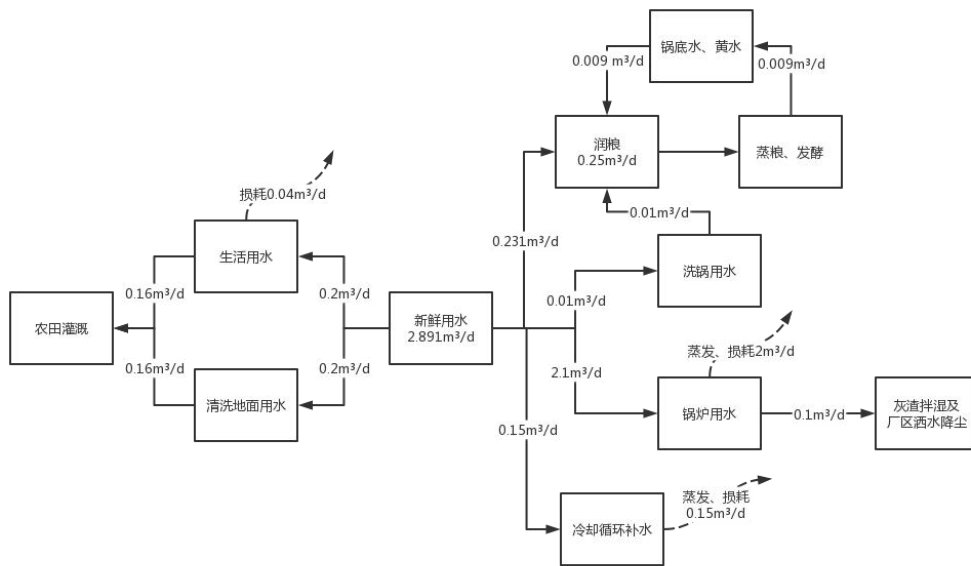 锅底水、黄水
0.009 m³/d
0.009m³/d
润粮
0.25m³/d
蒸粮、发酵
损耗0.04m³/d
0.01m³/d
生活用水
0.231m³/d
洗锅用水
0.16m³/d
0.2m³/d
0.01m³/d
农田灌溉
新鲜用水
2.891m³/d
蒸发、损耗2m³/d
0.16m³/d
0.2m³/d
2.1m³/d
清洗地面用水
锅炉用水
0.1m³/d
灰渣拌湿及
厂区洒水降尘
0.15m³/d
蒸发、损耗
0.15m³/d
冷却循环补水